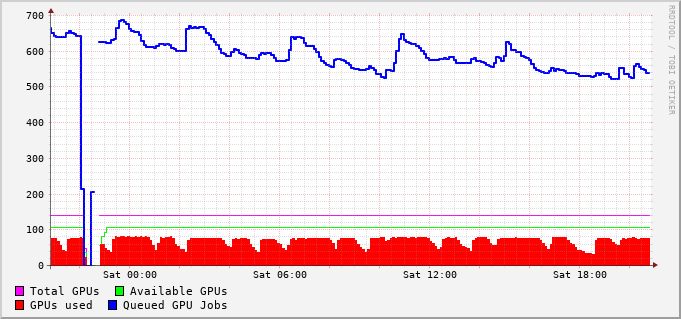 700
600
500
400
300
200
100
0
Sat 00:00 Sat 06:00 Sat 12:00 Sat 18:00
Total GPUs Available GPUs
GPUs used Queued GPU Jobs
RRDTOOL / TOBI OETIKER